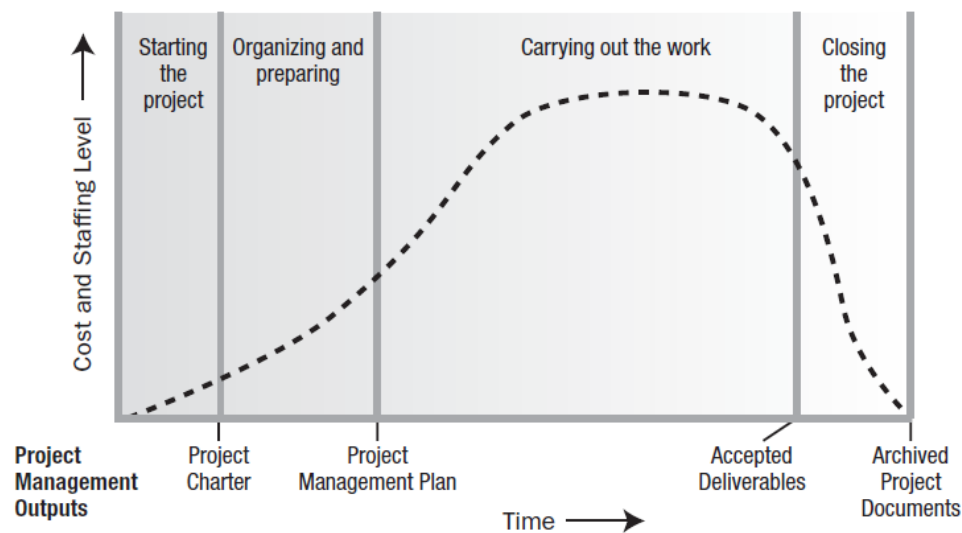 Starting
the
project
Organizing and
preparing
Carrying out the work
Closing
the
project
Cost and Staffing Level
Project
Management
Outputs
Project
Charter
Project
Management Plan
Accepted
Deliverables
Archived
Project
Documents
Time